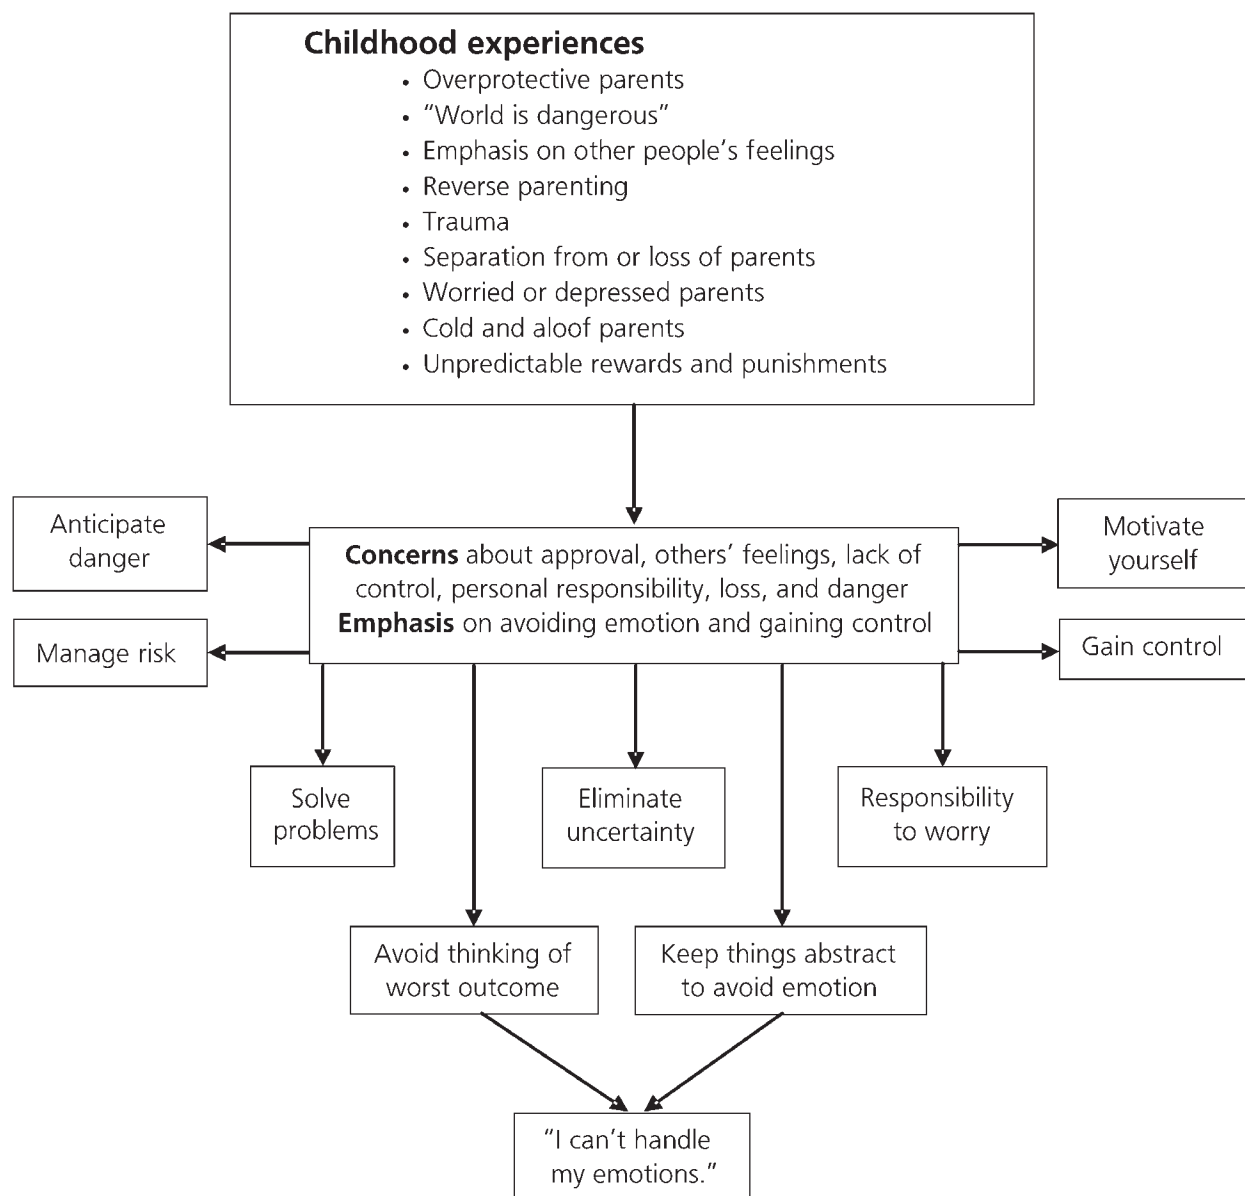 Childhood experiences
• Overprotective parents
• “World is dangerous”
• Emphasis on other people’s feelings
• Reverse parenting
• Trauma
• Separation from or loss of parents
• Worried or depressed parents
• Cold and aloof parents
• Unpredictable rewards and punishments
Anticipate
danger
Concerns about approval, others’ feelings, lack of
control, personal responsibility, loss, and danger
Emphasis on avoiding emotion and gaining control
Motivate
yourself
Manage risk
Gain control
Solve
problems
Eliminate
uncertainty
Responsibility
to worry
Avoid thinking of
worst outcome
Keep things abstract
to avoid emotion
“I can’t handle
my emotions.”